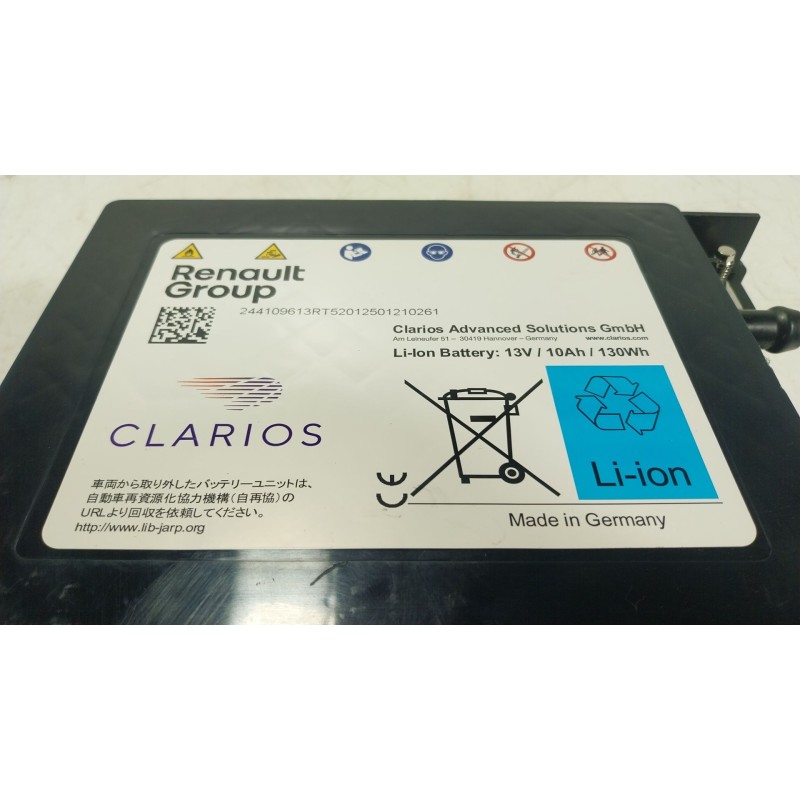 Renault
Group
244109613RT52012501210261
Clarios Advanced Solutions GmbH
Am Leineufer 51 – 30419 Hannover – Germany www.clarios.com
Li-Ion Battery: 13V / 10Ah / 130Wh
CLARIOS
Li-ion
CE
車両から取り外したバッテリーユニットは、
自動車再資源化協力機構(自再協)の
URLより回収を依頼してください。
http://www.lib-jarp.org
Made in Germany